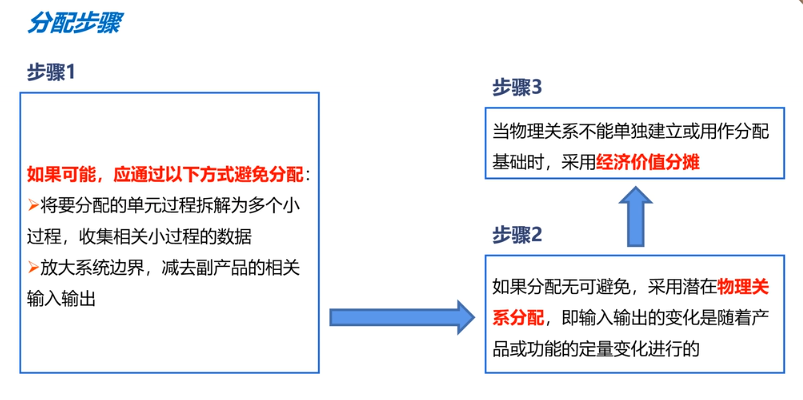 分配步骤
步骤1
如果可能，应通过以下方式避免分配：
➢将要分配的单元过程拆解为多个小
过程，收集相关小过程的数据
➢放大系统边界，减去副产品的相关
输入输出
步骤2
如果分配无可避免，采用潜在物理关
系分配，即输入输出的变化是随着产
品或功能的定量变化进行的
步骤3
当物理关系不能单独建立或用作分配
基础时，采用经济价值分摊